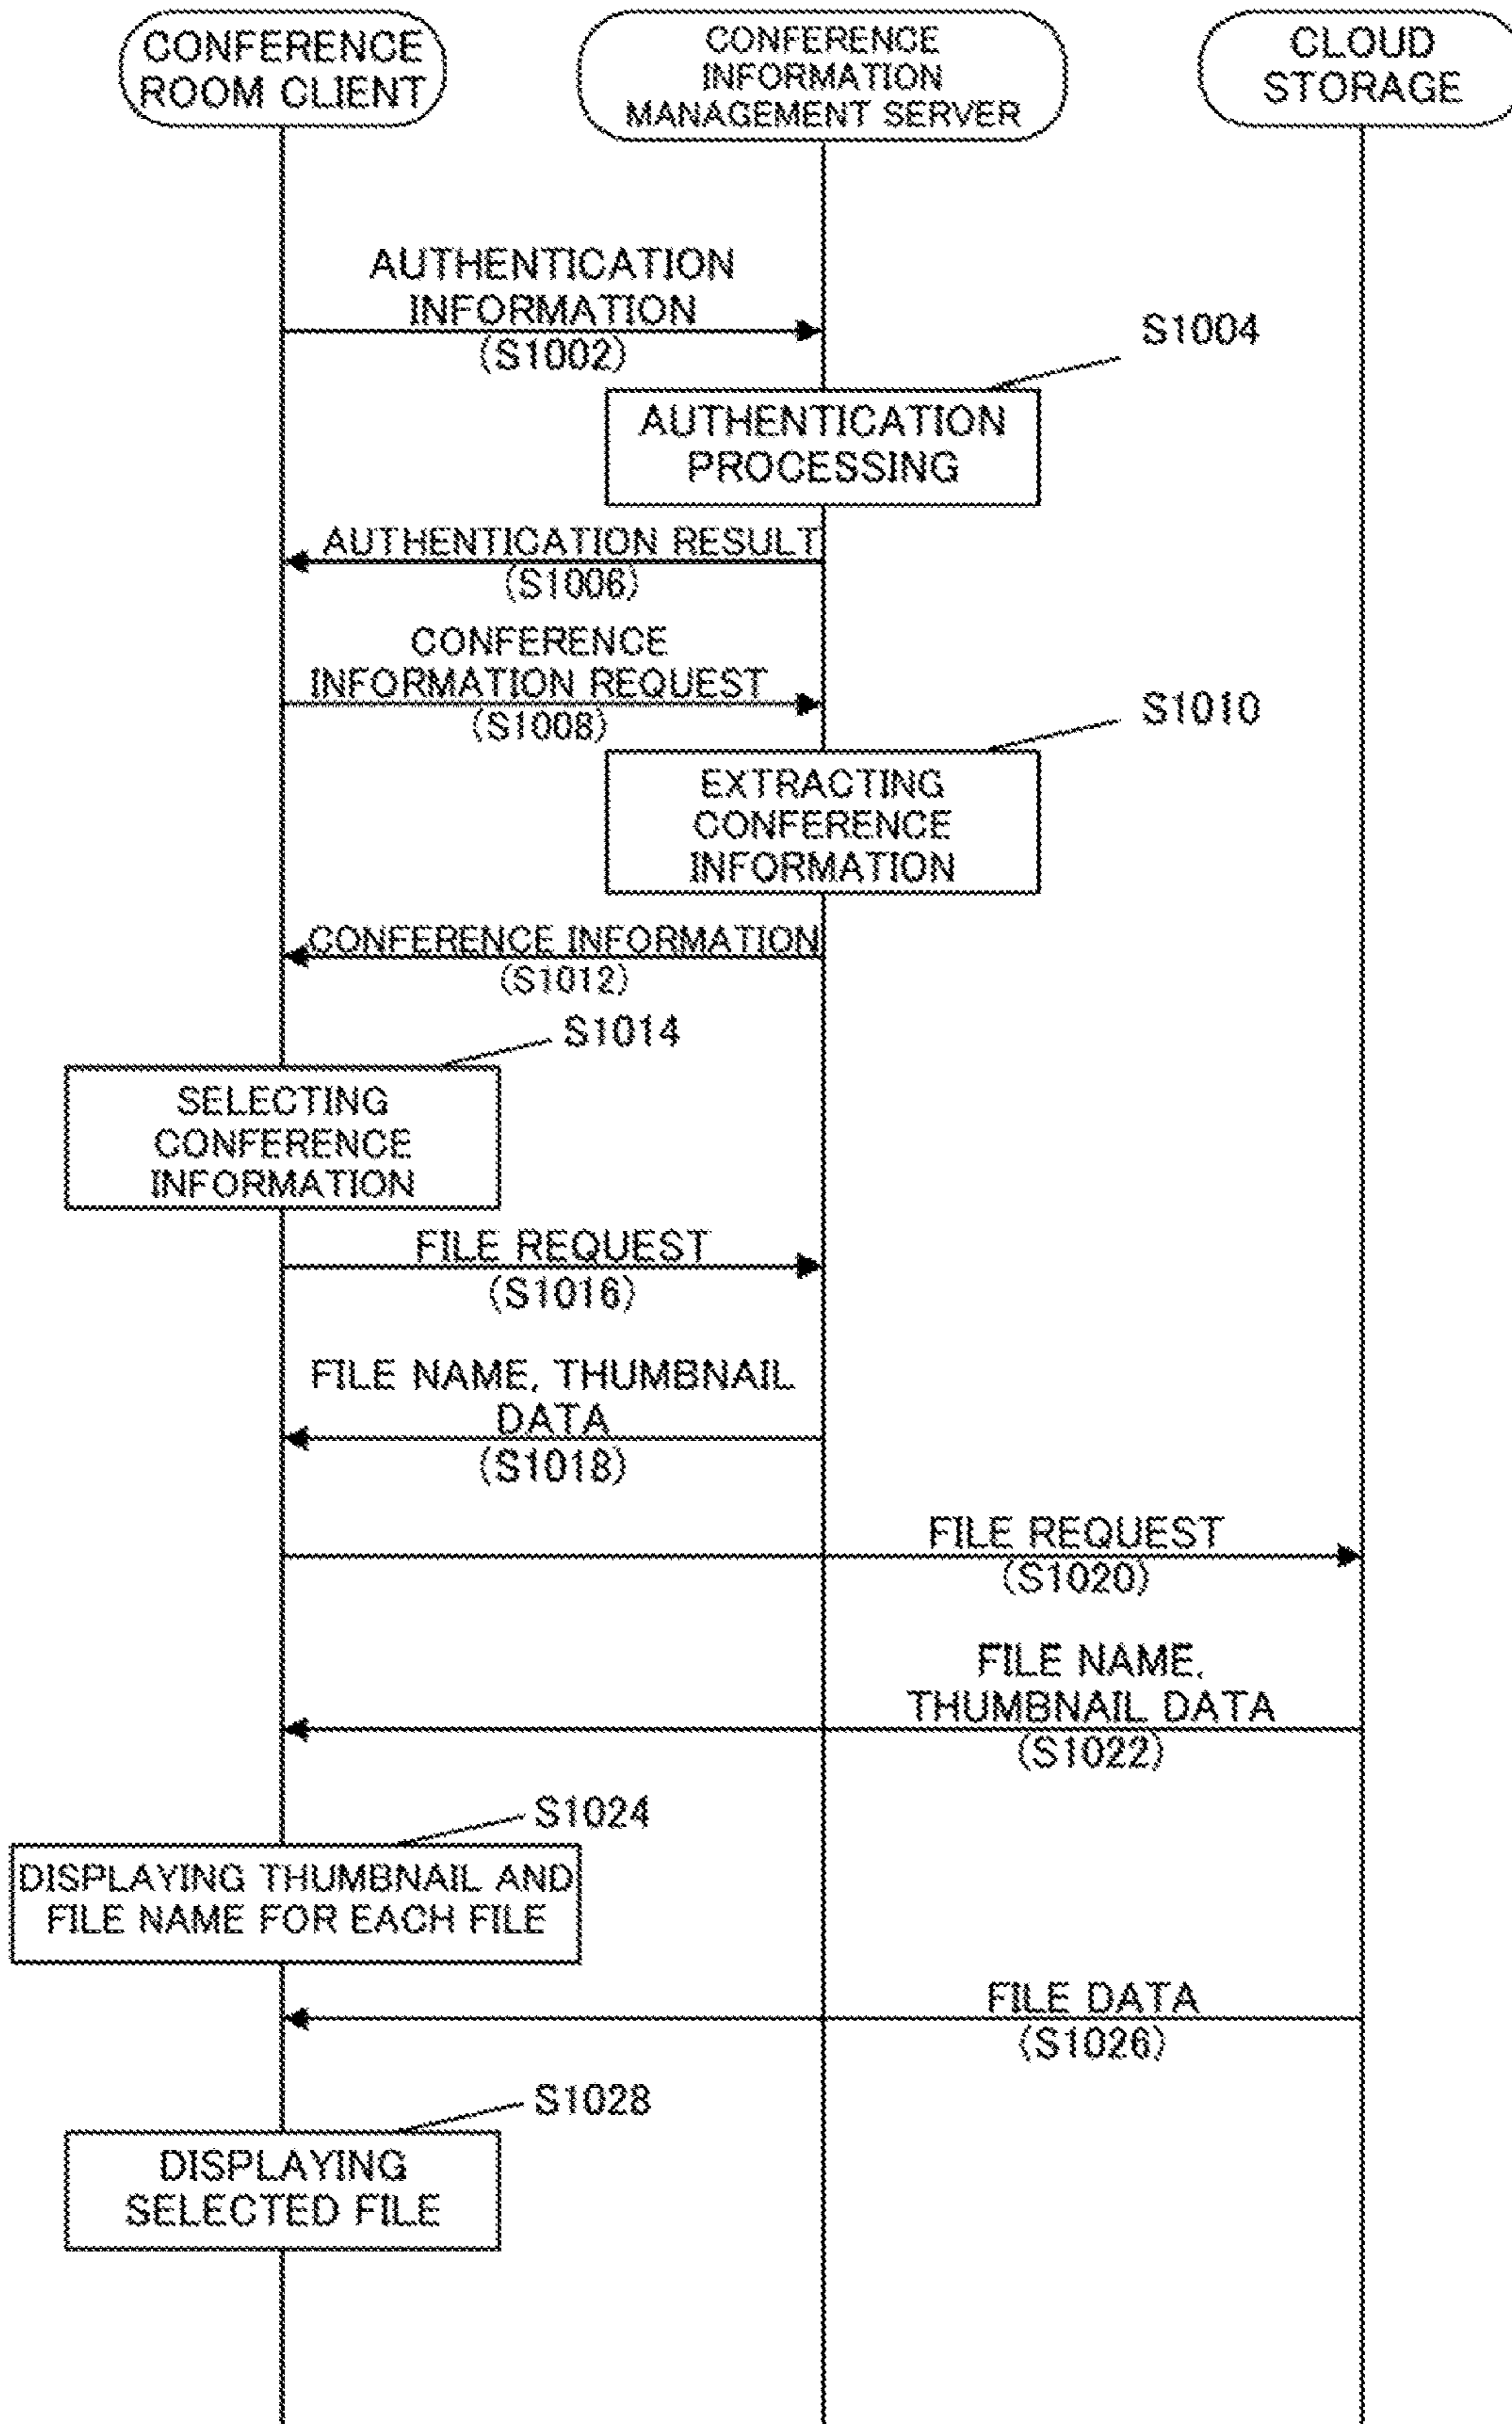 CONFERENCE
ROOM CLIENT
CONFERENCE
INFORMATION
MANAGEMENT SERVER
CLOUD
STORAGE
AUTHENTICATION
INFORMATION
(S1002)
S1004
AUTHENTICATION
PROCESSING
AUTHENTICATION RESULT
(S1006)
CONFERENCE
INFORMATION REQUEST
(S1008)
S1010
EXTRACTING
CONFERENCE
INFORMATION
CONFERENCE INFORMATION
(S1012)
S1014
SELECTING
CONFERENCE
INFORMATION
FILE REQUEST
(S1016)
FILE NAME, THUMBNAIL
DATA
(S1018)
FILE REQUEST
(S1020)
FILE NAME,
THUMBNAIL DATA
(S1022)
S1024
DISPLAYING THUMBNAIL AND
FILE NAME FOR EACH FILE
FILE DATA
(S1026)
S1028
DISPLAYING
SELECTED FILE